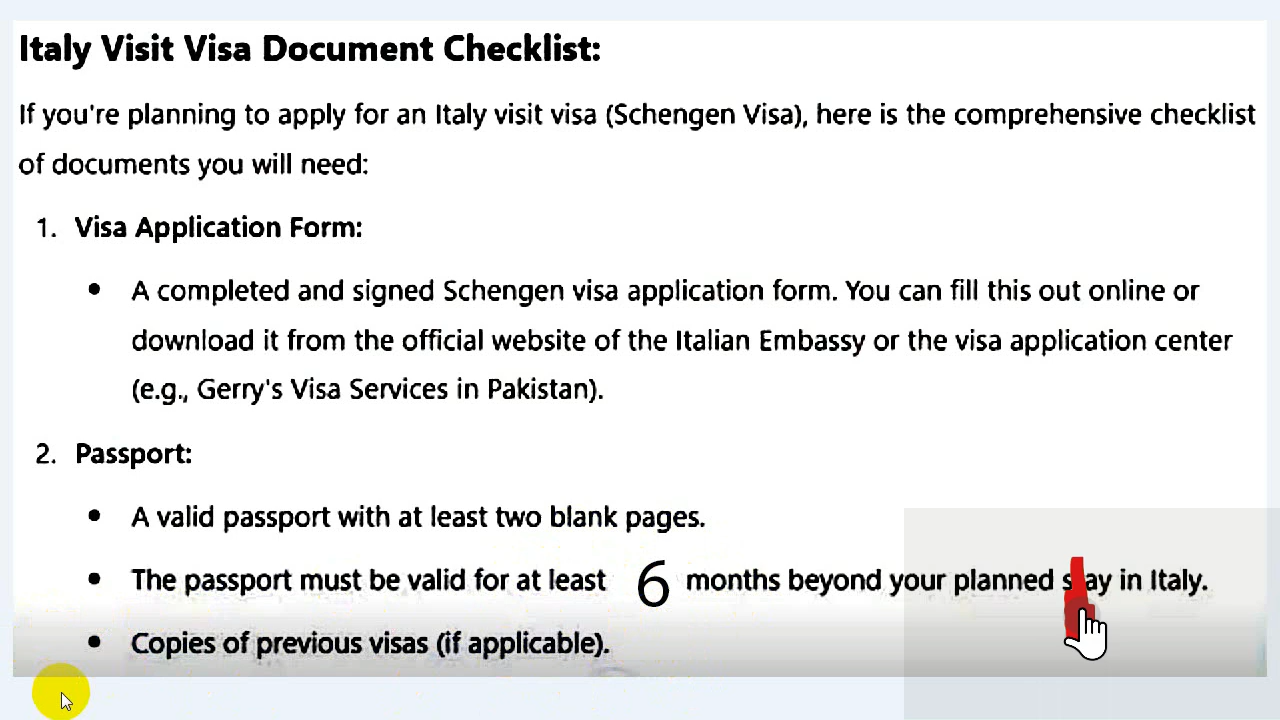 Italy Visit Visa Document Checklist:
If you're planning to apply for an Italy visit visa (Schengen Visa), here is the comprehensive checklist
of documents you will need:
1. Visa Application Form:
• A completed and signed Schengen visa application form. You can fill this out online or
download it from the official website of the Italian Embassy or the visa application center
(e.g., Gerry's Visa Services in Pakistan).
2. Passport:
• A valid passport with at least two blank pages.
• The passport must be valid for at least 6 months beyond your planned stay in Italy.
• Copies of previous visas (if applicable).